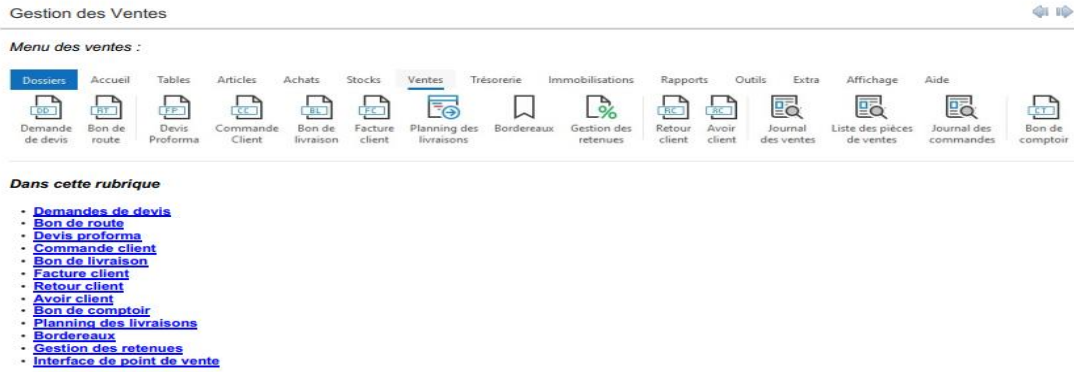 Gestion des Ventes
Menu des ventes :
Dossiers Accueil Tables Articles Achats Stocks Ventes Trésorerie Immobilisations Rapports Outils Extra Affichage Aide
DD RT FP CC BL FC RC AC CT
Demande de devis
Bon de route
Devis Proforma
Commande Client
Bon de livraison
Facture client
Planning des livraisons
Bordereaux
Gestion des retenues
Retour client
Avoir client
Journal des ventes
Liste des pièces de ventes
Journal des commandes
Bon de comptoir
Dans cette rubrique
• Demandes de devis
• Bon de route
• Devis proforma
• Commande client
• Bon de livraison
• Facture client
• Retour client
• Avoir client
• Bon de comptoir
• Planning des livraisons
• Bordereaux
• Gestion des retenues
• Interface de point de vente